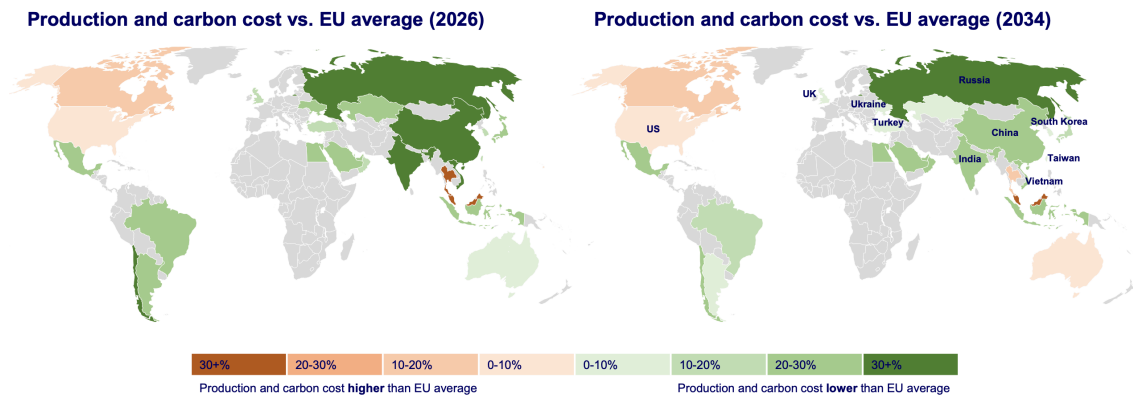 Production and carbon cost vs. EU average (2026)
Production and carbon cost vs. EU average (2034)
Russia
UK
Ukraine
Turkey
South Korea
US
China
India
Taiwan
Vietnam
30+%
20-30%
10-20%
0-10%
0-10%
10-20%
20-30%
30+%
Production and carbon cost higher than EU average
Production and carbon cost lower than EU average